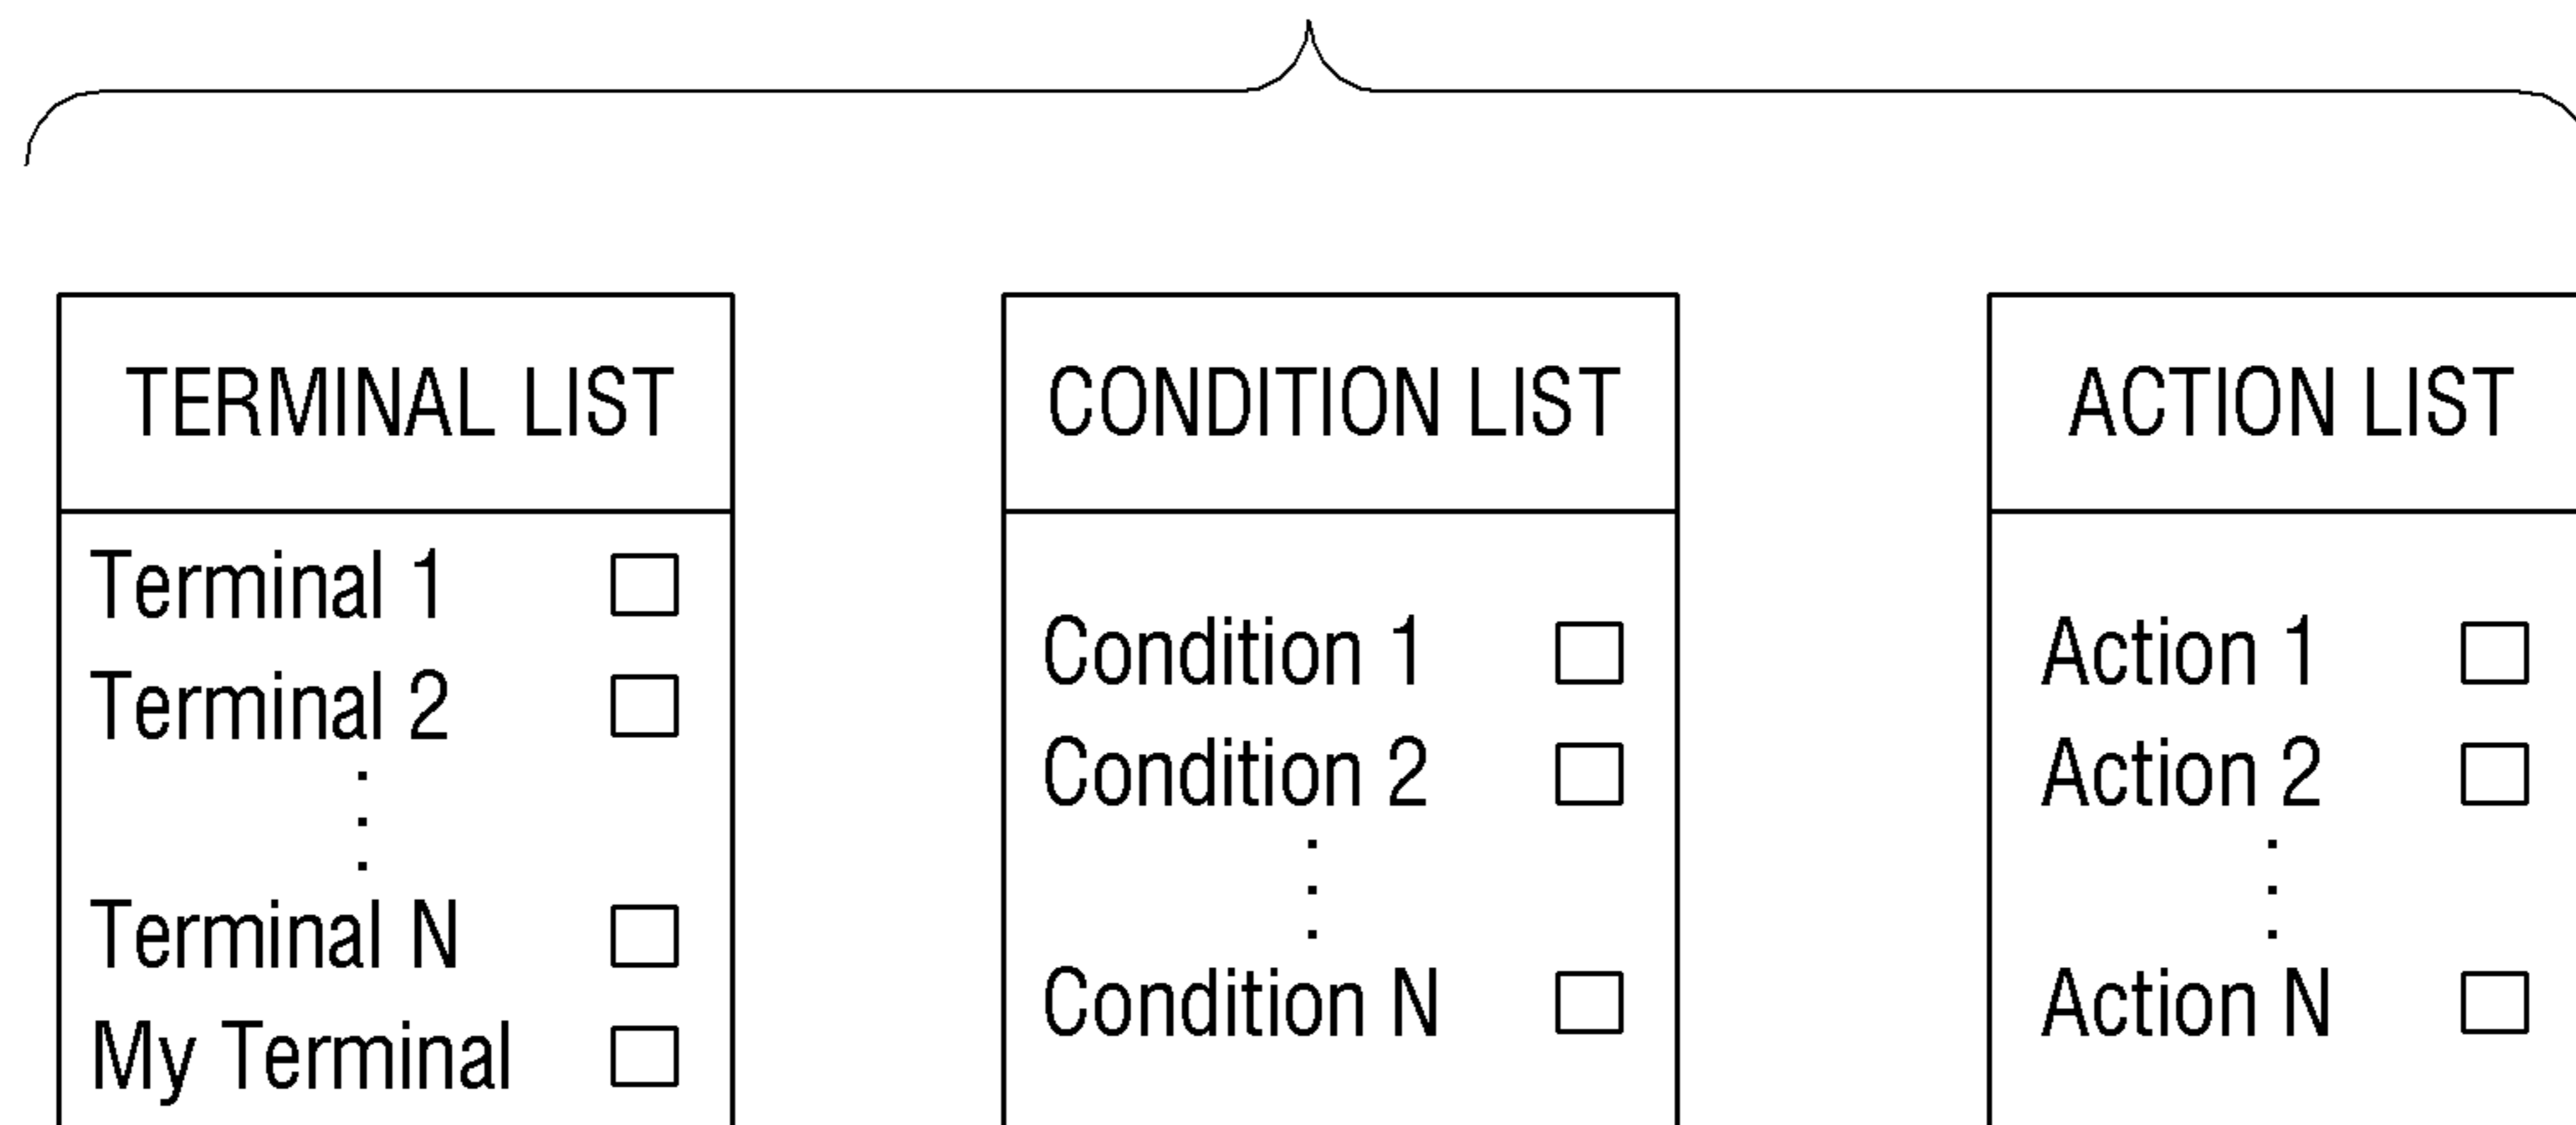 TERMINAL LIST
Terminal 1
Terminal 2
Terminal N
My Terminal
CONDITION LIST
Condition 1
Condition 2
Condition N
ACTION LIST
Action 1
Action 2
Action N